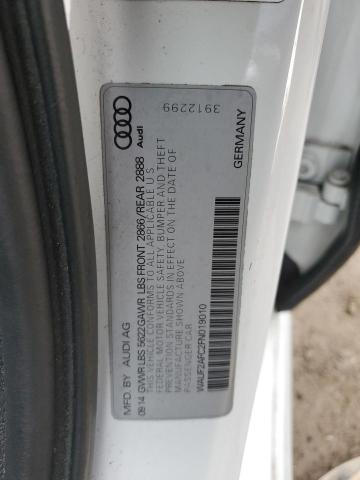 3912299
Audi
GERMANY
MFD. BY AUDI AG
09.14 GVWR LBS 5622 GAWR LBS FRONT 2866/REAR 2888
THIS VEHICLE CONFORMS TO ALL APPLICABLE U S
FEDERAL MOTOR VEHICLE SAFETY, BUMPER AND THEFT
PREVENTION STANDARDS IN EFFECT ON THE DATE OF
MANUFACTURE SHOWN ABOVE.
PASSENGER CAR
WAUF2AFC2FN019010